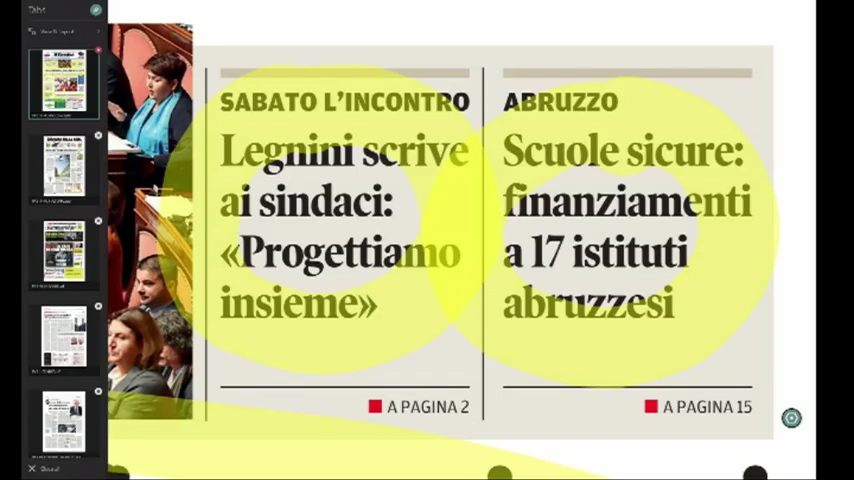 Tabs
SABATO L'INCONTRO
Legnini scrive
ai sindaci:
«Progettiamo
insieme»
A PAGINA 2
ABRUZZO
Scuole sicure:
finanziamenti
a 17 istituti
abruzzesi
A PAGINA 15